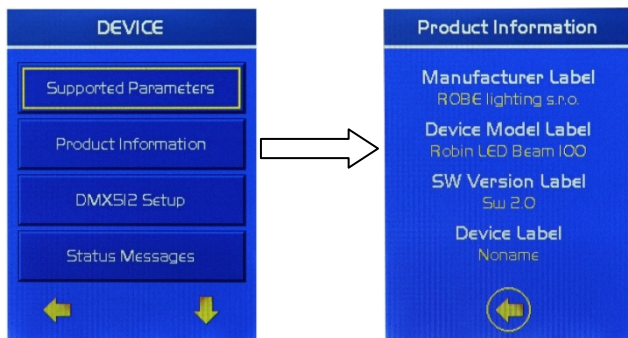 DEVICE
Supported Parameters
Product Information
DMX512 Setup
Status Messages
Product Information
Manufacturer Label
ROBE lighting s.r.o.
Device Model Label
Robin LED Beam 100
SW Version Label
Sw 2.0
Device Label
Noname